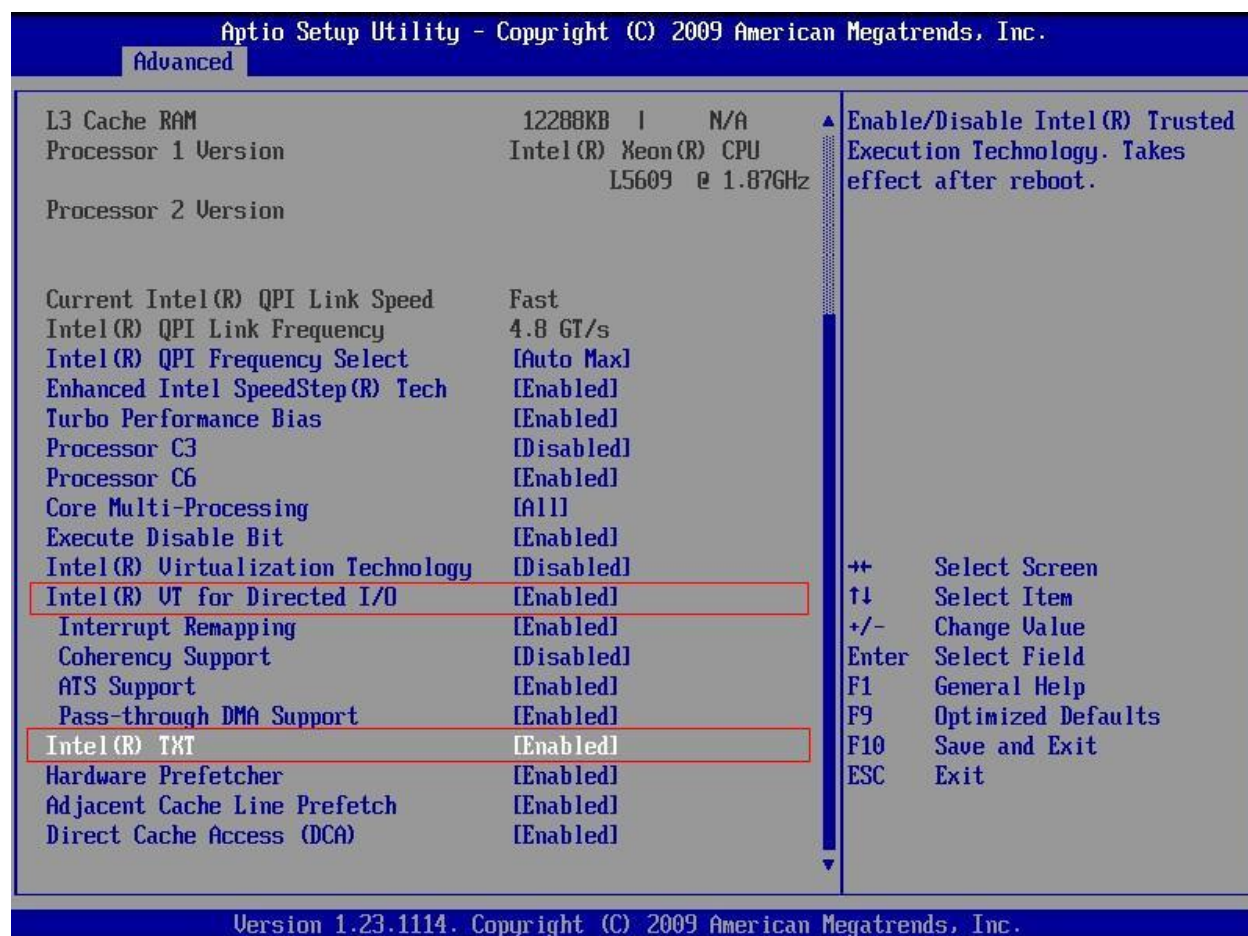 Aptio Setup Utility - Copyright (C) 2009 American Megatrends, Inc.
Advanced
L3 Cache RAM 12288KB | N/A
Processor 1 Version Intel(R) Xeon(R) CPU
L5609 @ 1.87GHz
Processor 2 Version
Current Intel(R) QPI Link Speed Fast
Intel(R) QPI Link Frequency 4.8 GT/s
Intel(R) QPI Frequency Select [Auto Max]
Enhanced Intel SpeedStep(R) Tech [Enabled]
Turbo Performance Bias [Enabled]
Processor C3 [Disabled]
Processor C6 [Enabled]
Core Multi-Processing [All]
Execute Disable Bit [Enabled]
Intel(R) Virtualization Technology [Disabled]
Intel(R) VT for Directed I/O [Enabled]
Interrupt Remapping [Enabled]
Coherency Support [Disabled]
ATS Support [Enabled]
Pass-through DMA Support [Enabled]
Intel(R) TXT [Enabled]
Hardware Prefetcher [Enabled]
Adjacent Cache Line Prefetch [Enabled]
Direct Cache Access (DCA) [Enabled]
Enable/Disable Intel(R) Trusted
Execution Technology. Takes
effect after reboot.
→← Select Screen
↑↓ Select Item
+/- Change Value
Enter Select Field
F1 General Help
F9 Optimized Defaults
F10 Save and Exit
ESC Exit
Version 1.23.1114. Copyright (C) 2009 American Megatrends, Inc.